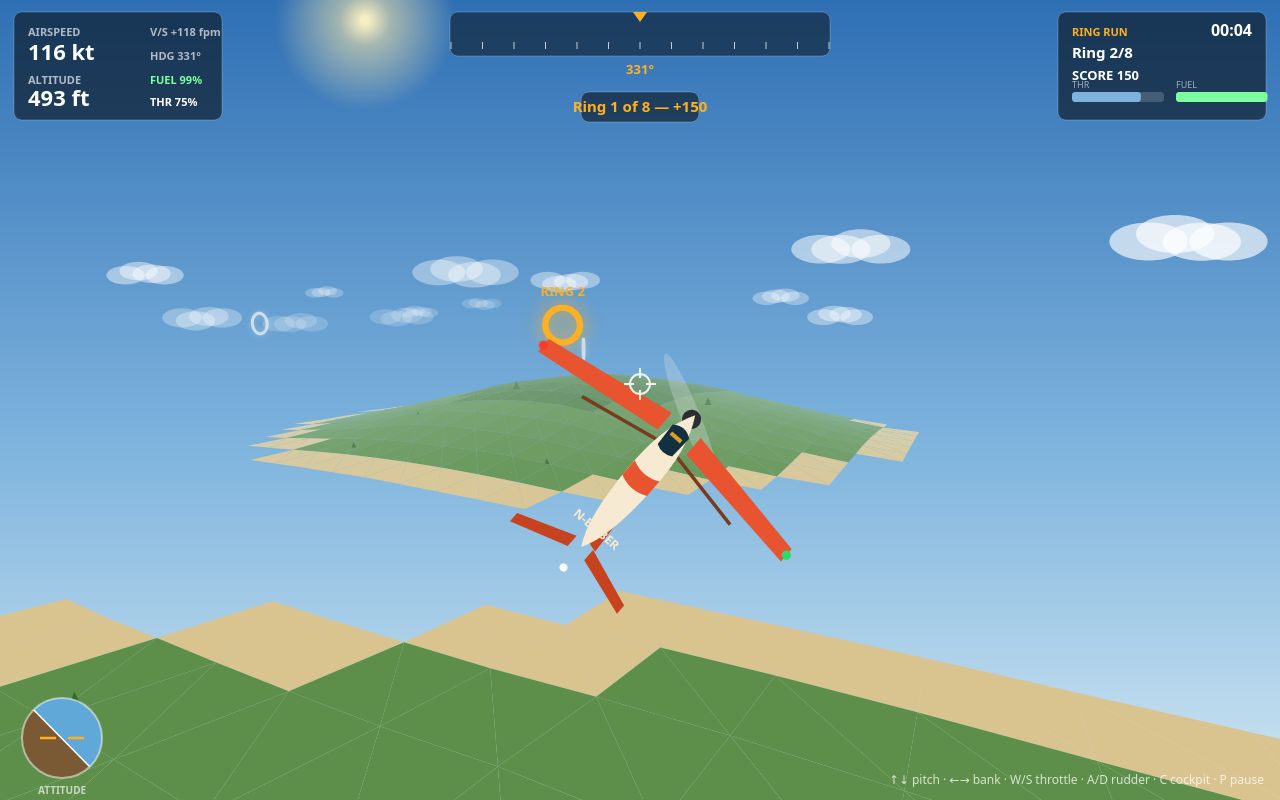 AIRSPEED
V/S +118 fpm
116 kt
HDG 331°
ALTITUDE
FUEL 99%
493 ft
THR 75%
331°
Ring 1 of 8 — +150
RING RUN
00:04
Ring 2/8
SCORE 150
THR
FUEL
RING 2
ATTITUDE
↑↓ pitch · ←→ bank · W/S throttle · A/D rudder · C cockpit · P pause